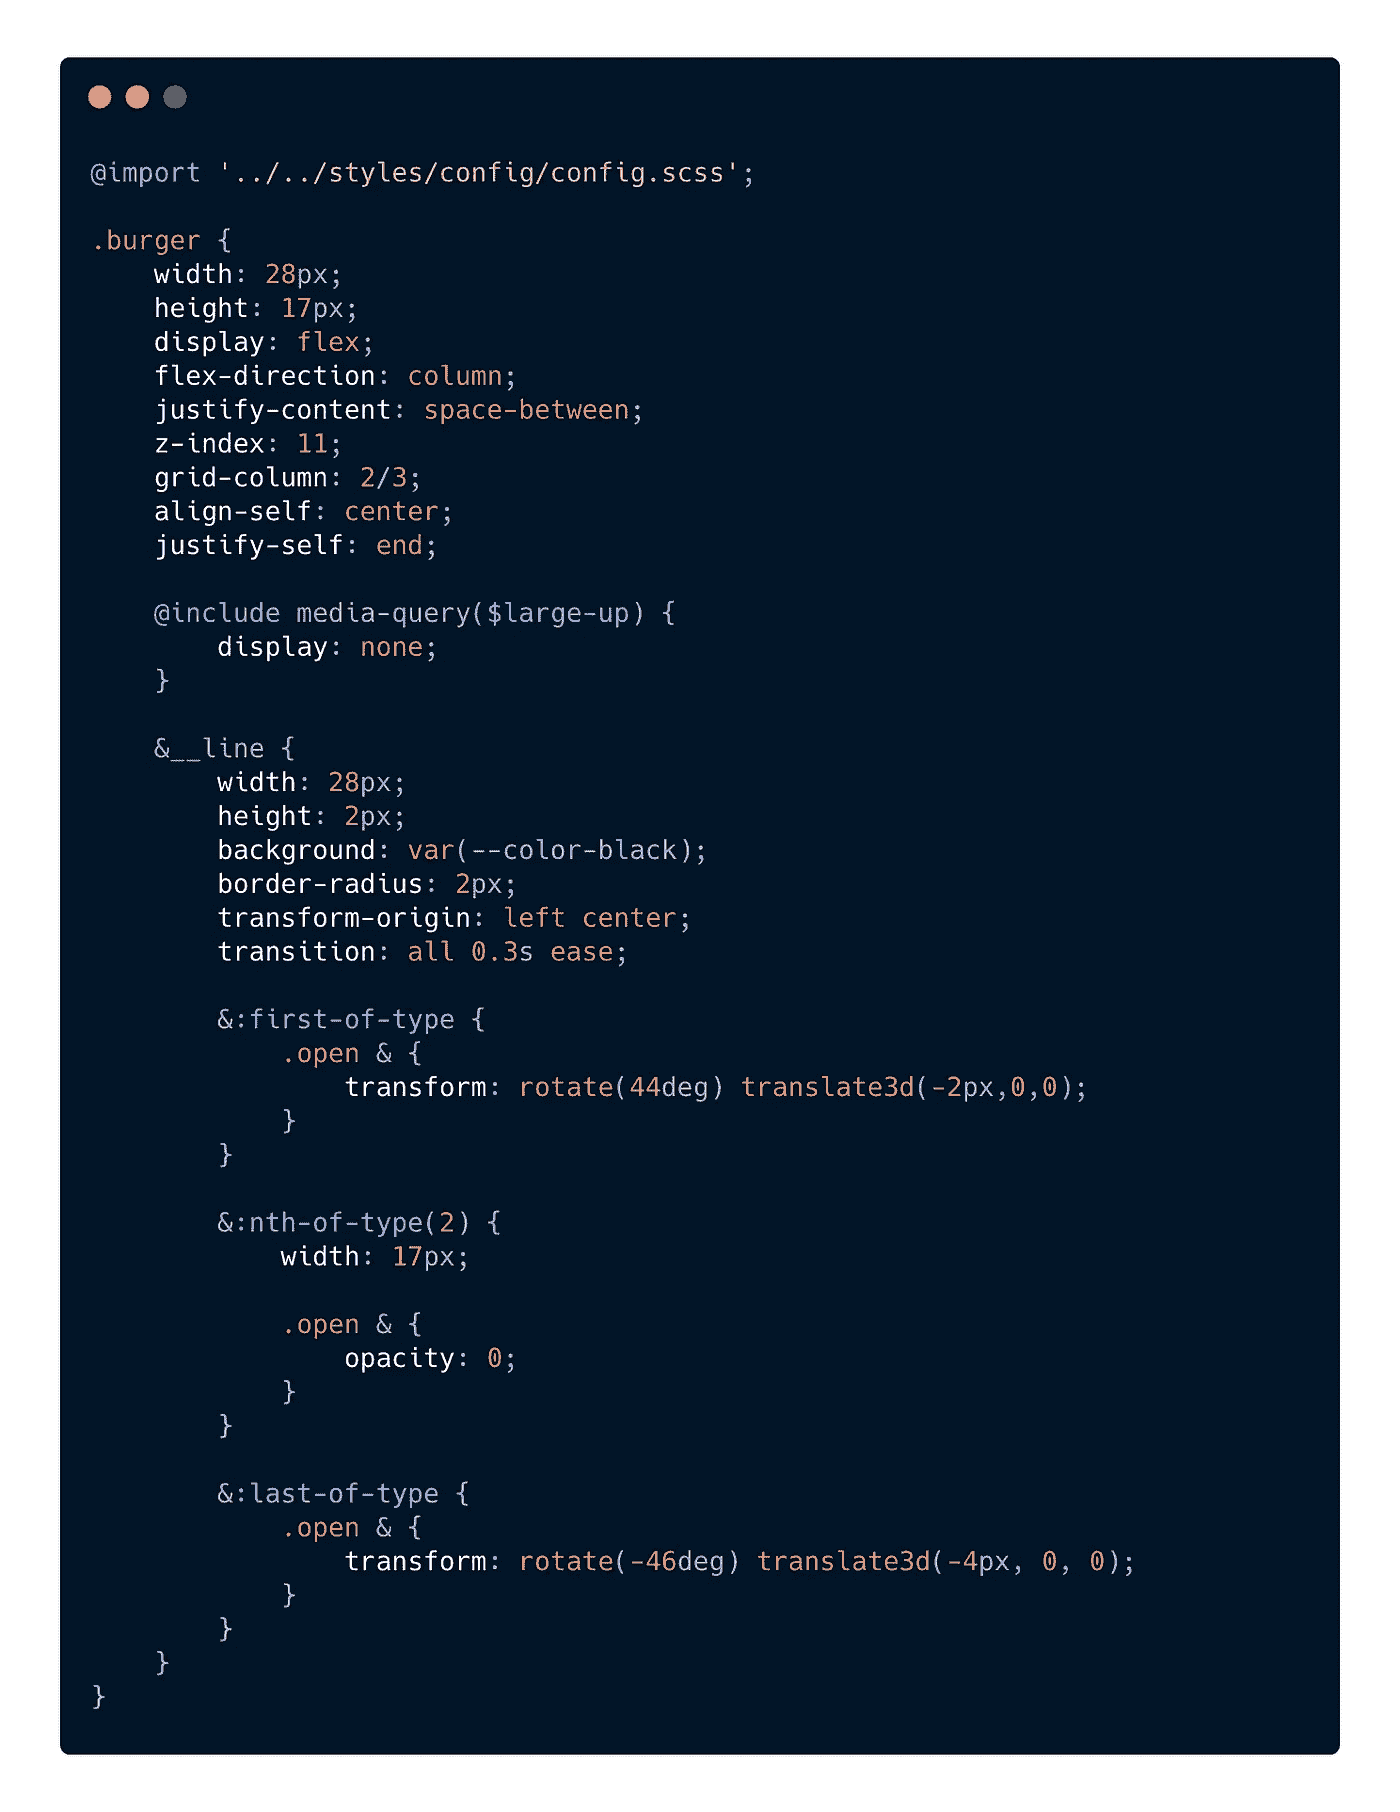 @import '../../styles/config/config.scss';

.burger {
    width: 28px;
    height: 17px;
    display: flex;
    flex-direction: column;
    justify-content: space-between;
    z-index: 11;
    grid-column: 2/3;
    align-self: center;
    justify-self: end;

    @include media-query($large-up) {
        display: none;
    }

    &__line {
        width: 28px;
        height: 2px;
        background: var(--color-black);
        border-radius: 2px;
        transform-origin: left center;
        transition: all 0.3s ease;

        &:first-of-type {
            .open & {
                transform: rotate(44deg) translate3d(-2px,0,0);
            }
        }

        &:nth-of-type(2) {
            width: 17px;

            .open & {
                opacity: 0;
            }
        }

        &:last-of-type {
            .open & {
                transform: rotate(-46deg) translate3d(-4px, 0, 0);
            }
        }
    }
}